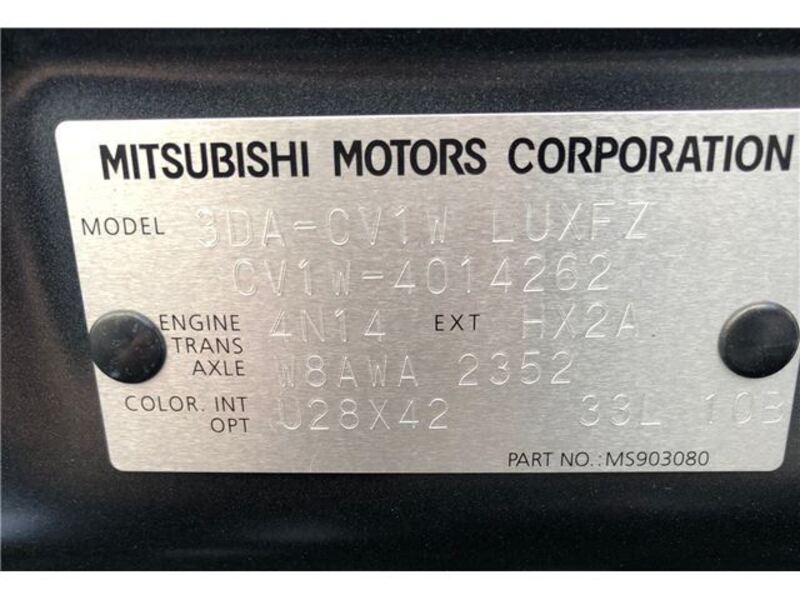 MITSUBISHI MOTORS CORPORATION
MODEL 3DA-CV1W LUXFZ
CV1W-4014262
ENGINE 4N14 EXT HX2A
TRANS
AXLE W8AWA 2352
COLOR. INT
OPT U28X42 33L 10B
PART NO.:MS903080